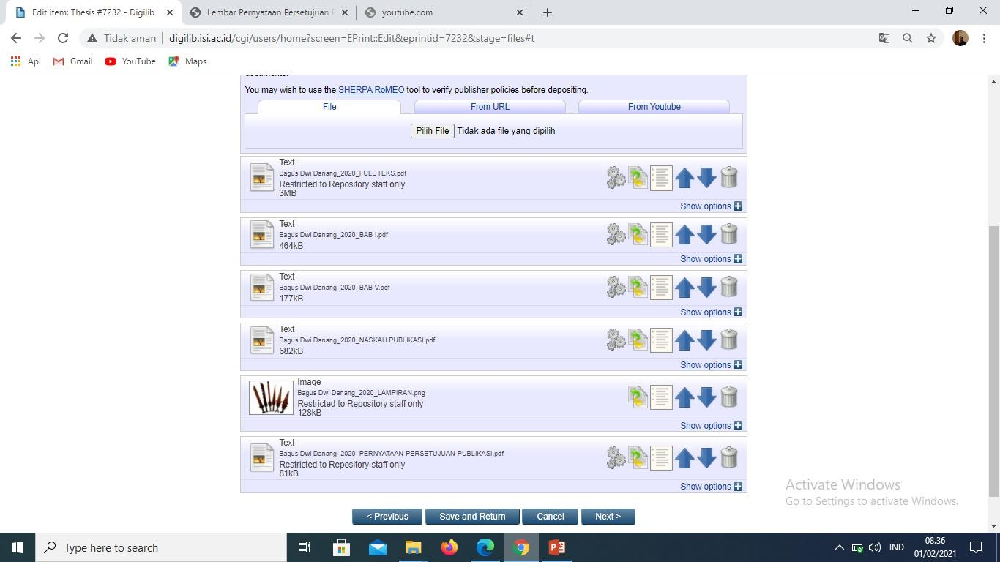 Edit item: Thesis #7232 - Digilib
Lembar Pernyataan Persetujuan
youtube.com
Tidak aman
digilib.isi.ac.id/cgi/users/home?screen=EPrint::Edit&eprintid=7232&stage=files#t
Apl
Gmail
YouTube
Maps
documents.
You may wish to use the SHERPA RoMEO tool to verify publisher policies before depositing.
File
From URL
From Youtube
Pilih File Tidak ada file yang dipilih
Text
Bagus Dwi Danang_2020_FULL TEKS.pdf
Restricted to Repository staff only
3MB
Show options
Text
Bagus Dwi Danang_2020_BAB I.pdf
464kB
Show options
Text
Bagus Dwi Danang_2020_BAB V.pdf
177kB
Show options
Text
Bagus Dwi Danang_2020_NASKAH PUBLIKASI.pdf
682kB
Show options
Image
Bagus Dwi Danang_2020_LAMPIRAN.png
Restricted to Repository staff only
128kB
Show options
Text
Bagus Dwi Danang_2020_PERNYATAAN-PERSETUJUAN-PUBLIKASI.pdf
Restricted to Repository staff only
81kB
Show options
< Previous
Save and Return
Cancel
Next >
Activate Windows
Go to Settings to activate Windows.
Type here to search
IND
08.36
01/02/2021